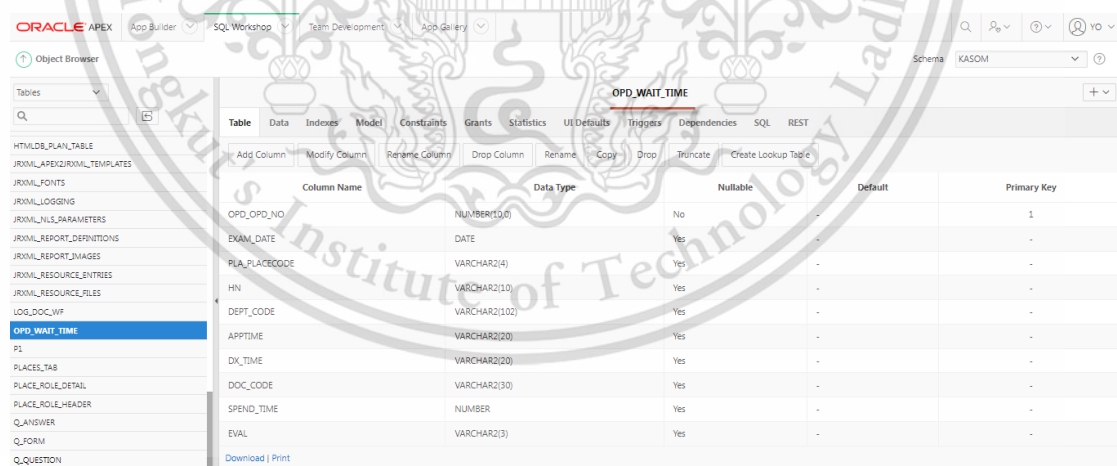 ORACLE APEX App Builder SQL Workshop Team Development App Gallery YO
Object Browser Schema KASOM
Tables
OPD_WAIT_TIME
Table Data Indexes Model Constraints Grants Statistics UI Defaults Triggers Dependencies SQL REST
Add Column Modify Column Rename Column Drop Column Rename Copy Drop Truncate Create Lookup Table
HTMLDB_PLAN_TABLE
JRXML_APEX2JRXML_TEMPLATES
JRXML_FONTS
JRXML_LOGGING
JRXML_NLS_PARAMETERS
JRXML_REPORT_DEFINITIONS
JRXML_REPORT_IMAGES
JRXML_RESOURCE_ENTRIES
JRXML_RESOURCE_FILES
LOG_DOC_WF
OPD_WAIT_TIME
P1
PLACES_TAB
PLACE_ROLE_DETAIL
PLACE_ROLE_HEADER
Q_ANSWER
Q_FORM
Q_QUESTION
Column Name Data Type Nullable Default Primary Key
OPD_OPD_NO NUMBER(10,0) No - 1
EXAM_DATE DATE Yes - -
PLA_PLACECODE VARCHAR2(4) Yes - -
HN VARCHAR2(10) Yes - -
DEPT_CODE VARCHAR2(102) Yes - -
APPTIME VARCHAR2(20) Yes - -
DX_TIME VARCHAR2(20) Yes - -
DOC_CODE VARCHAR2(30) Yes - -
SPEND_TIME NUMBER Yes - -
EVAL VARCHAR2(3) Yes - -
Download | Print
Institute of Technology Lad